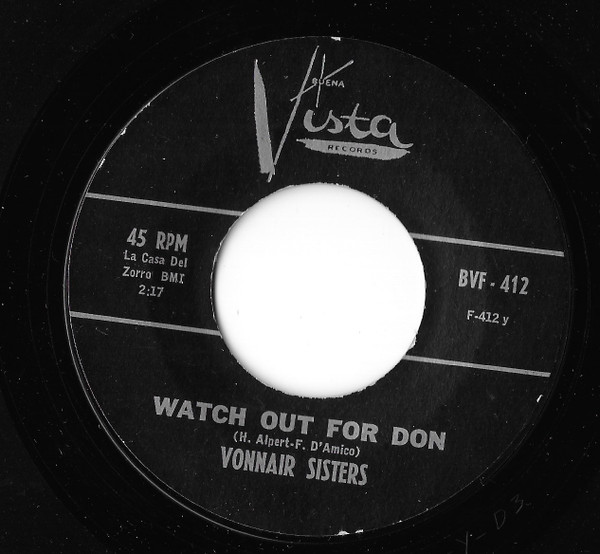 BUENA
Vista
RECORDS
45 RPM
La Casa Del
Zorro BMI
2:17
BVF - 412
F-412 y
WATCH OUT FOR DON
(H. Alpert-F. D'Amico)
VONNAIR SISTERS